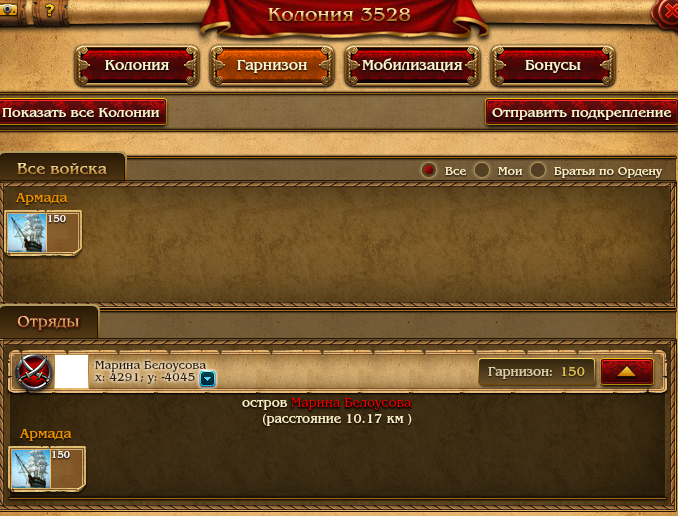 ?
Колония 3528
Колония
Гарнизон
Мобилизация
Бонусы
Показать все Колонии
Отправить подкрепление
Все войска
Все
Мои
Братья по Ордену
Армада
150
Отряды
Марина Белоусова
x: 4291; y: -4045
Гарнизон: 150
остров Марина Белоусова
(расстояние 10.17 км )
Армада
150